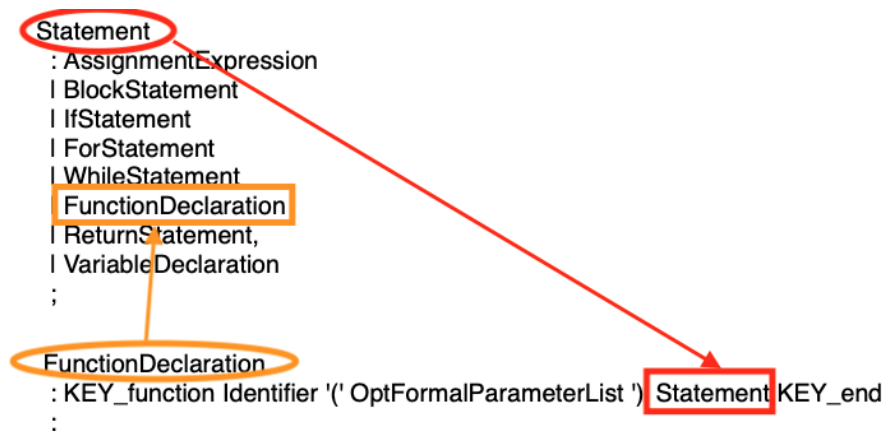 Statement
: AssignmentExpression
| BlockStatement
| IfStatement
| ForStatement
| WhileStatement
| FunctionDeclaration
| ReturnStatement,
| VariableDeclaration
;
FunctionDeclaration
: KEY_function Identifier '(' OptFormalParameterList ') Statement KEY_end
: